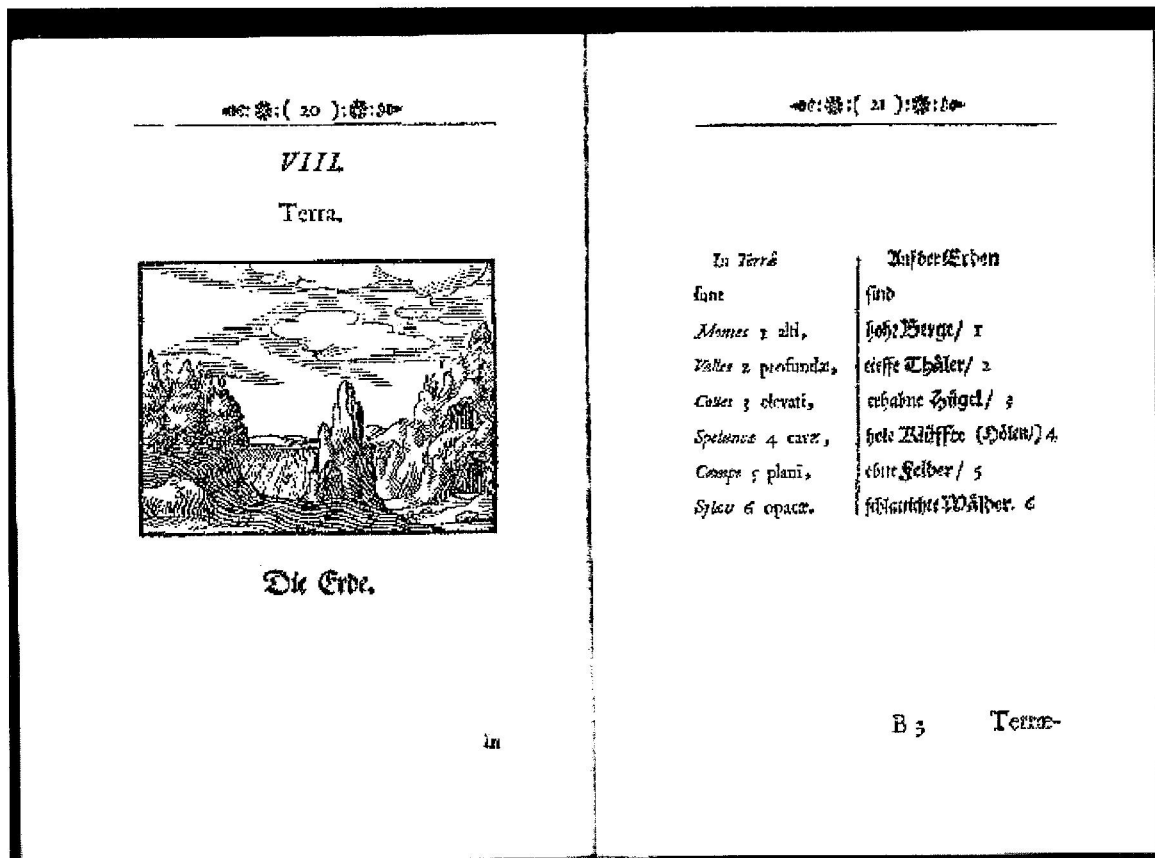 ( 20 )
VIII.
Terra.
Die Erde.
in
( 21 )
In Terrâ
sunt
Montes 1 alti,
Valles 2 profundæ,
Colles 3 elevati,
Speluncæ 4 cavæ,
Campi 5 plani,
Sylvæ 6 opacæ.
Auf der Erden
sind
hohe Berge/ 1
tieffe Thäler/ 2
erhabne Hügel/ 3
hole Klüffte (Hölen/) 4
ebne Felder/ 5
schattichte Wälder. 6
B 3
Terræ-